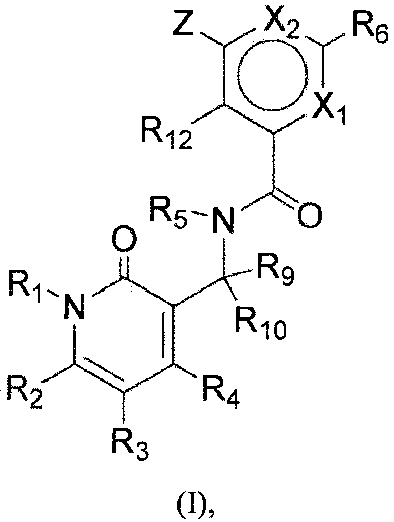 Z X₂ R₆
R₁₂ X₁
R₅ N O
O
R₁ N R₉
R₁₀
R₂ R₄
R₃
(I),